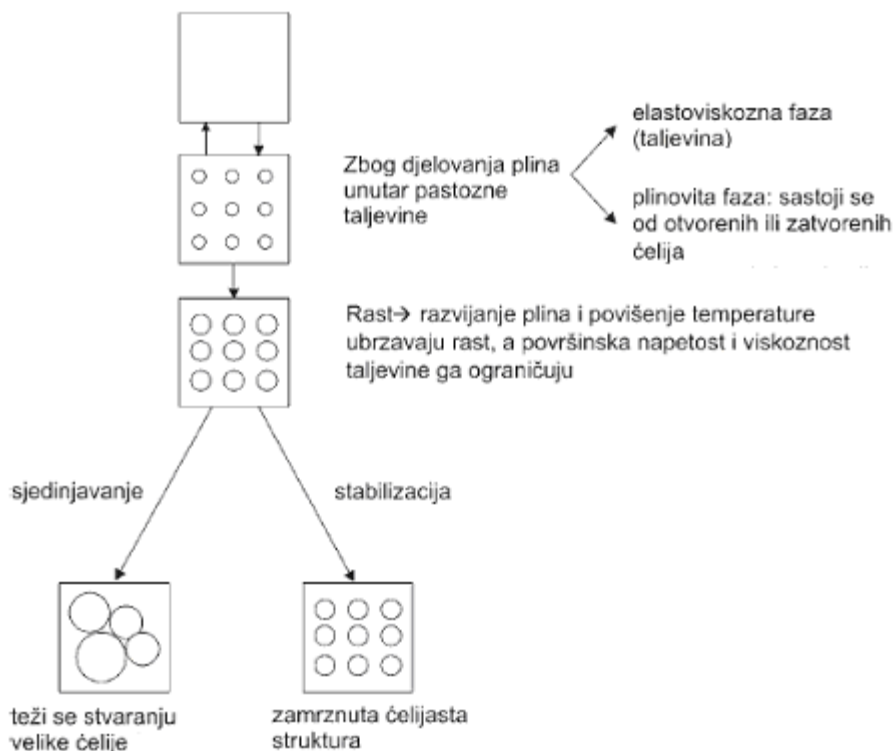 Zbog djelovanja plina
unutar pastozne
taljevine
elastoviskozna faza
(taljevina)
plinovita faza: sastoji se
od otvorenih ili zatvorenih
ćelija
Rast→ razvijanje plina i povišenje temperature
ubrzavaju rast, a površinska napetost i viskoznost
taljevine ga ograničuju
sjedinjavanje
stabilizacija
teži se stvaranju
velike ćelije
zamrznuta ćelijasta
struktura